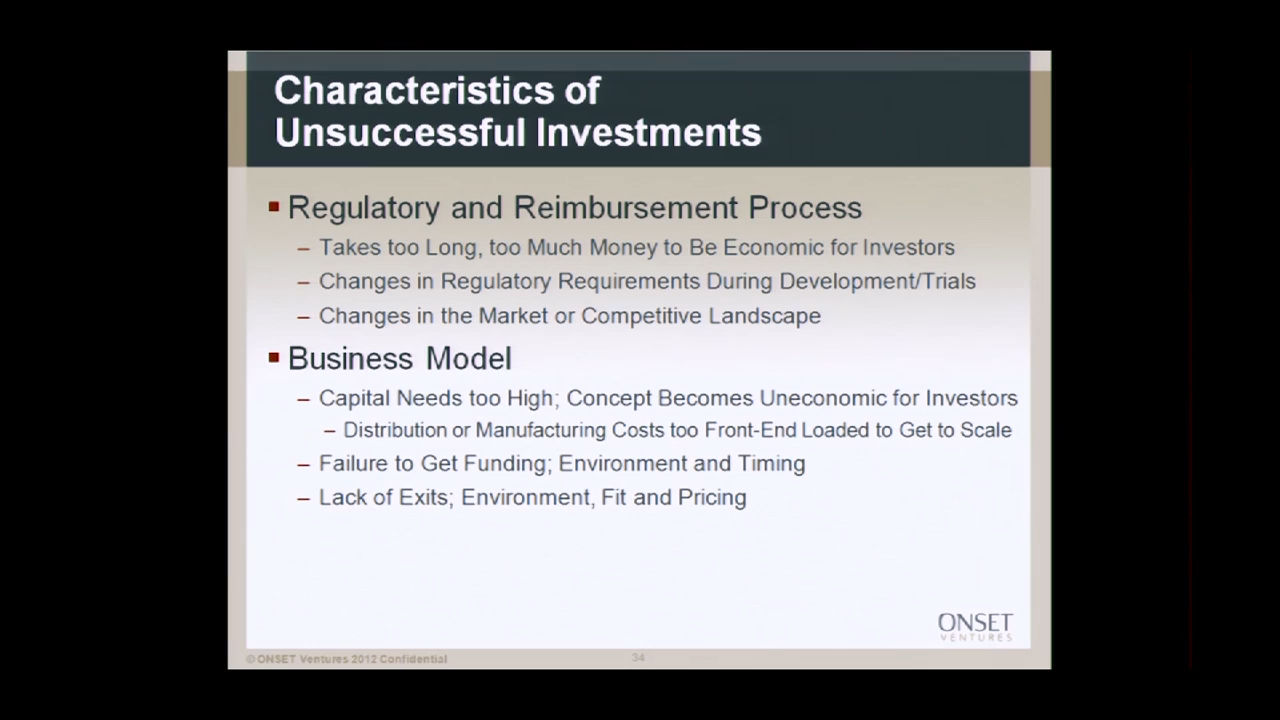 Characteristics of
Unsuccessful Investments
Regulatory and Reimbursement Process
– Takes too Long, too Much Money to Be Economic for Investors
– Changes in Regulatory Requirements During Development/Trials
– Changes in the Market or Competitive Landscape
Business Model
– Capital Needs too High; Concept Becomes Uneconomic for Investors
– Distribution or Manufacturing Costs too Front-End Loaded to Get to Scale
– Failure to Get Funding; Environment and Timing
– Lack of Exits; Environment, Fit and Pricing
ONSET
VENTURES
© ONSET Ventures 2012 Confidential
34